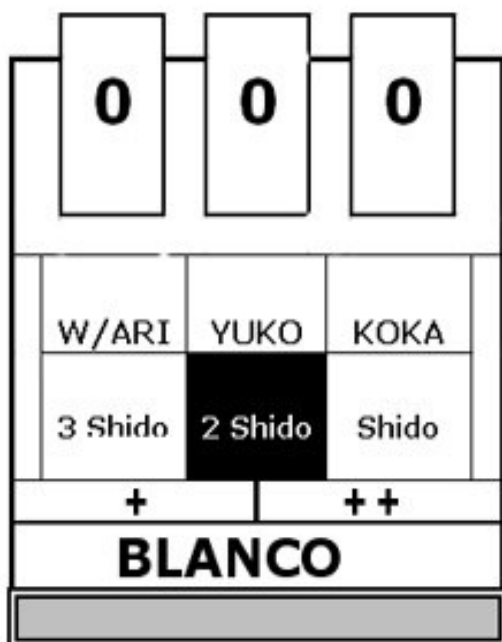 0 0 0
W/ARI YUKO KOKA
3 Shido 2 Shido Shido
+ ++
BLANCO